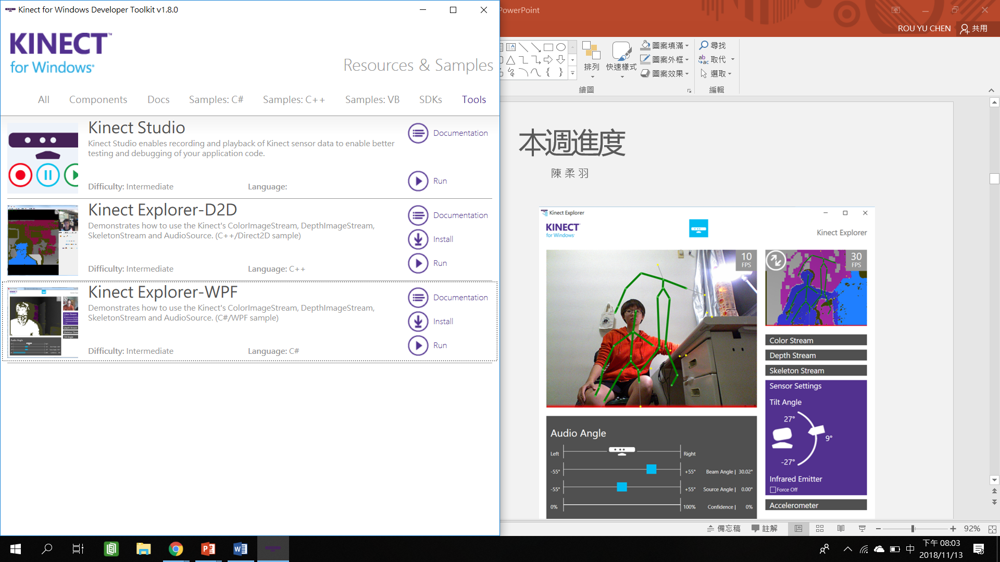 Kinect for Windows Developer Toolkit v1.8.0
KINECT™
for Windows®
Resources & Samples
All Components Docs Samples: C# Samples: C++ Samples: VB SDKs Tools
Kinect Studio
Kinect Studio enables recording and playback of Kinect sensor data to enable better
testing and debugging of your application code.
Difficulty: Intermediate Language:
Documentation
Run
Kinect Explorer-D2D
Demonstrates how to use the Kinect's ColorImageStream, DepthImageStream,
SkeletonStream and AudioSource. (C++/Direct2D sample)
Difficulty: Intermediate Language: C++
Documentation
Install
Run
Kinect Explorer-WPF
Demonstrates how to use the Kinect's ColorImageStream, DepthImageStream,
SkeletonStream and AudioSource. (C#/WPF sample)
Difficulty: Intermediate Language: C#
Documentation
Install
Run
PowerPoint
ROU YU CHEN 共用
排列
快速樣式
圖案填滿
圖案外框
圖案效果
繪圖
尋找
取代
選取
編輯
本週進度
陳柔羽
Kinect Explorer
KINECT
for Windows
Kinect Explorer
10
FPS
30
FPS
Color Stream
Depth Stream
Skeleton Stream
Sensor Settings
Tilt Angle
27°
9°
-27°
Infrared Emitter
Force Off
Accelerometer
Audio Angle
Left Right
-55° +55° Beam Angle | 30.02°
-55° +55° Source Angle | 0.00°
0% 100% Confidence | 0%
備忘稿 註解 92%
中
下午 08:03
2018/11/13